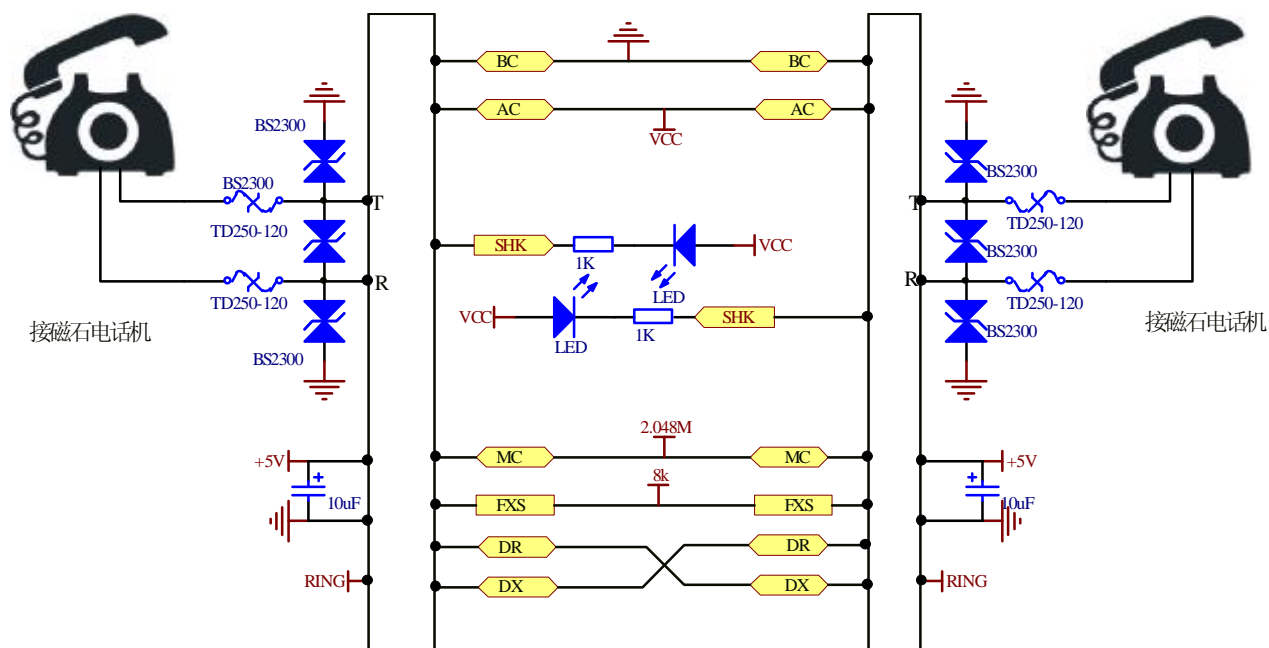 BC
BC
BS2300
AC
AC
VCC
BS2300
BS2300
T
T
TD250-120
TD250-120
SHK
VCC
BS2300
1K
R
R
TD250-120
LED
TD250-120
VCC
SHK
接磁石电话机
BS2300
接磁石电话机
LED
1K
BS2300
2.048M
+5V
MC
MC
+5V
8k
10uF
FXS
FXS
10uF
DR
DR
RING
DX
DX
RING